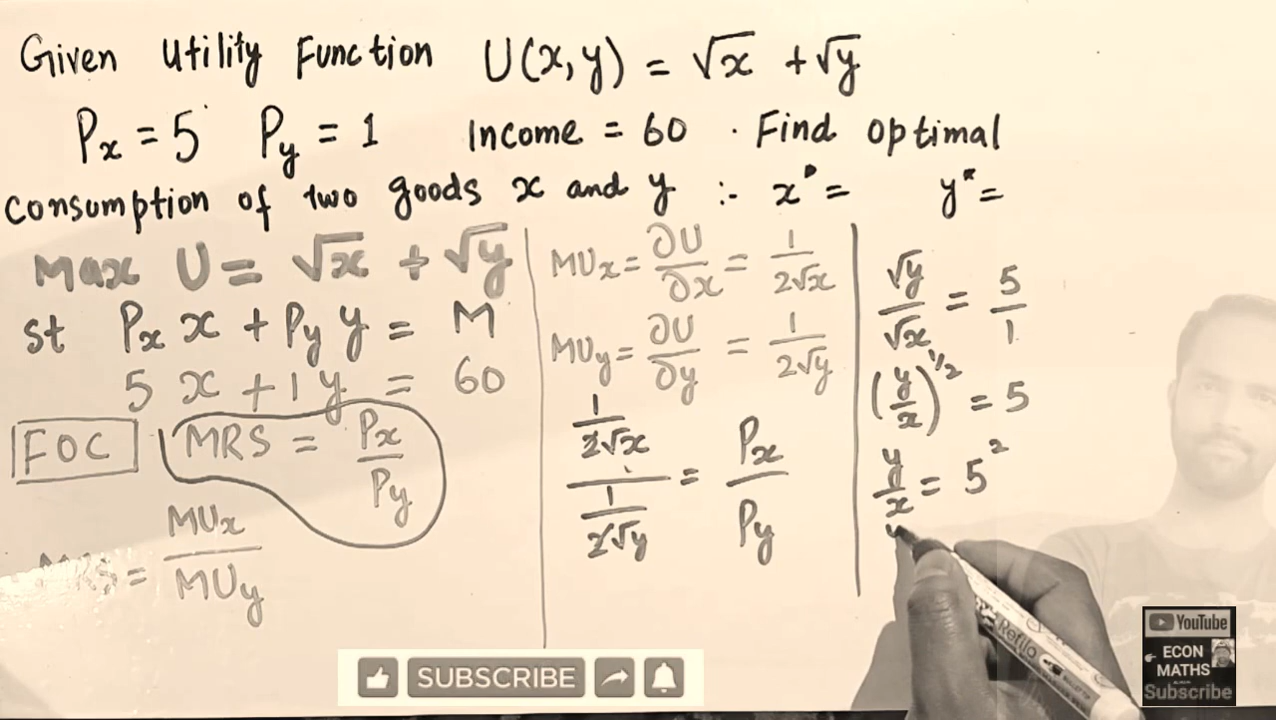 Given Utility Function U(x, y) = √x + √y
Px = 5 Py = 1 Income = 60 . Find optimal
consumption of two goods x and y :- x* = y* =
Max U = √x + √y
st Px x + Py y = M
5 x + 1 y = 60
FOC MRS = Px / Py
MRS = MUx / MUy
MUx = ∂U/∂x = 1/2√x
MUy = ∂U/∂y = 1/2√y
1/2√x / 1/2√y = Px / Py
√y/√x = 5/1
(y/x)^1/2 = 5
y/x = 5^2
SUBSCRIBE
YouTube
ECON
MATHS
Subscribe